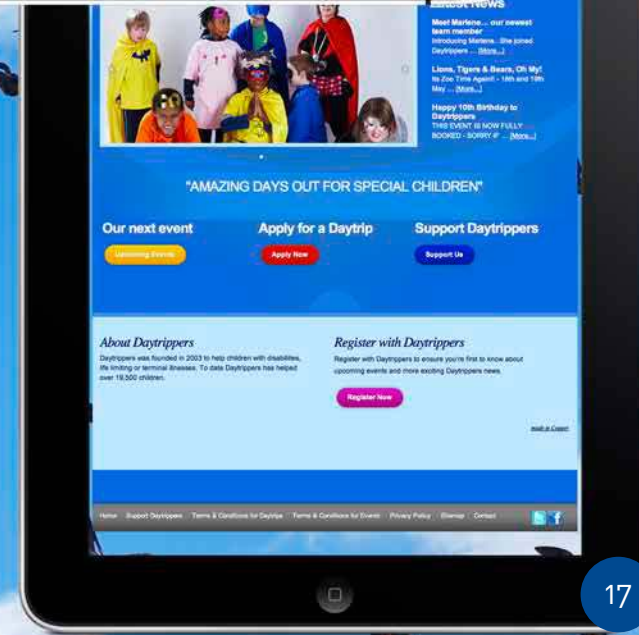 Latest News
Meet Marlene... our newest
team member
Introducing Marlene. She joined
Daytrippers ... [More...]
Lions, Tigers & Bears, Oh My!
Its Zoo Time Again!! - 18th and 19th
May ... [More...]
Happy 10th Birthday to
Daytrippers
THIS EVENT IS NOW FULLY
BOOKED - SORRY IF ... [More...]
"AMAZING DAYS OUT FOR SPECIAL CHILDREN"
Our next event
Apply for a Daytrip
Support Daytrippers
Upcoming Events
Apply Now
Support Us
About Daytrippers
Daytrippers was founded in 2003 to help children with disabilities,
life limiting or terminal illnesses. To date Daytrippers has helped
over 19,500 children.
Register with Daytrippers
Register with Daytrippers to ensure you're first to know about
upcoming events and more exciting Daytrippers news.
Register Now
made in Copper
Home Support Daytrippers Terms & Conditions for Daytrips Terms & Conditions for Events Privacy Policy Sitemap Contact
17